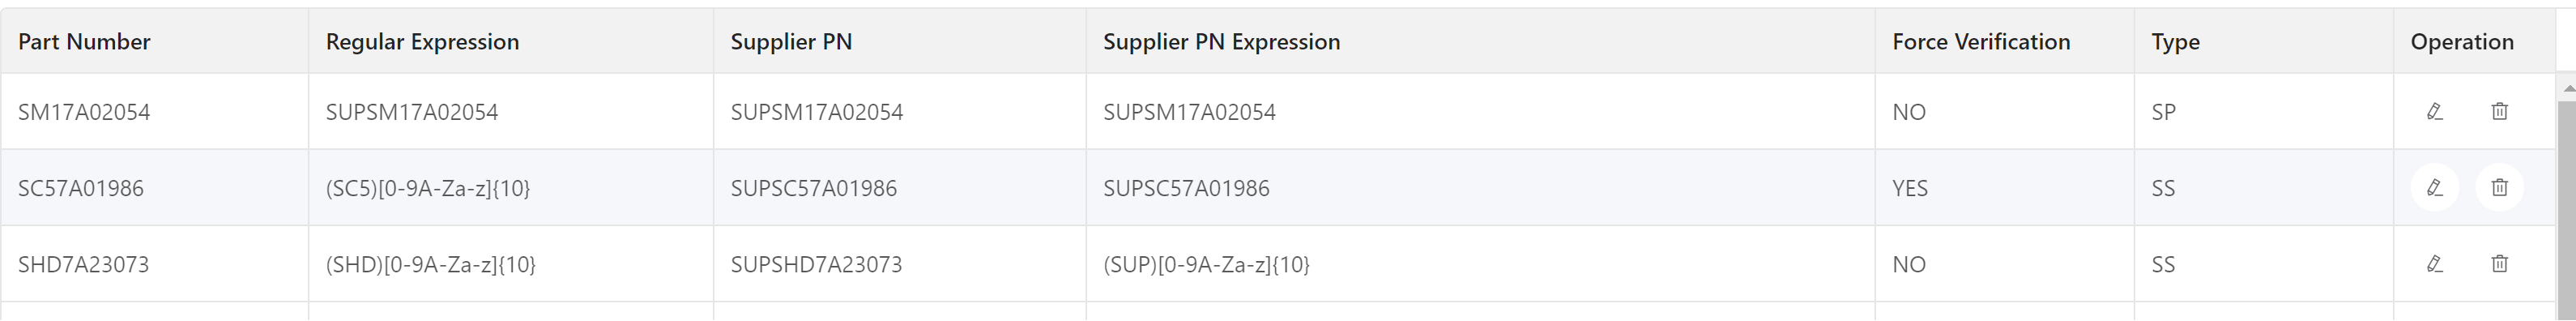 Part Number Regular Expression Supplier PN Supplier PN Expression Force Verification Type Operation
SM17A02054 SUPSM17A02054 SUPSM17A02054 SUPSM17A02054 NO SP
SC57A01986 (SC5)[0-9A-Za-z]{10} SUPSC57A01986 SUPSC57A01986 YES SS
SHD7A23073 (SHD)[0-9A-Za-z]{10} SUPSHD7A23073 (SUP)[0-9A-Za-z]{10} NO SS